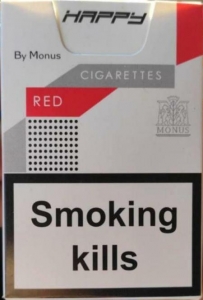 HAPPY
By Monus
CIGARETTES
RED
MONUS
Smoking
kills